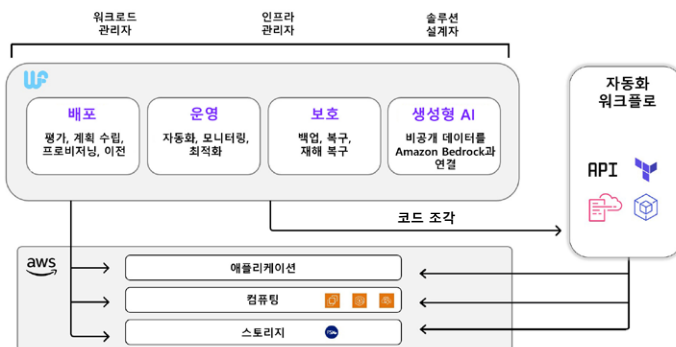 워크로드
관리자
인프라
관리자
솔루션
설계자
배포
평가, 계획 수립,
프로비저닝, 이전
운영
자동화, 모니터링,
최적화
보호
백업, 복구,
재해 복구
생성형 AI
비공개 데이터를
Amazon Bedrock과
연결
자동화
워크플로
API
코드 조각
aws
애플리케이션
컴퓨팅
스토리지